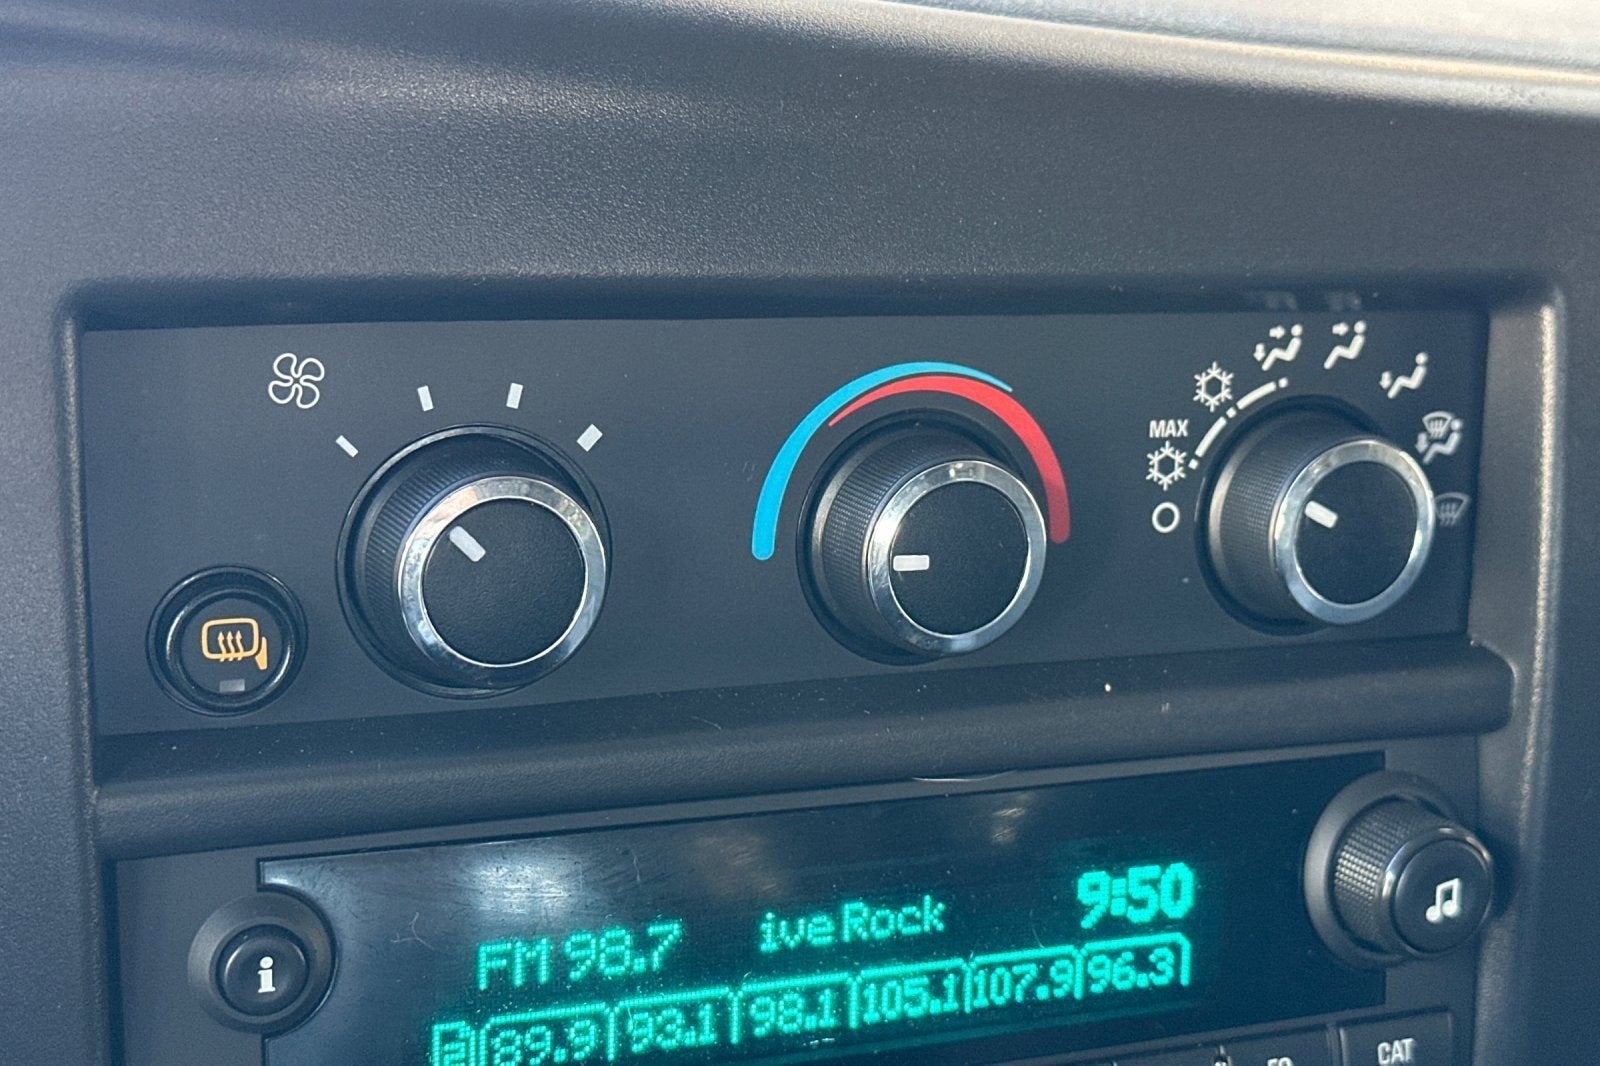 MAX
9:50
FM 98.7 ive Rock
89.9 93.1 98.1 105.1 107.9 96.3
i
CAT